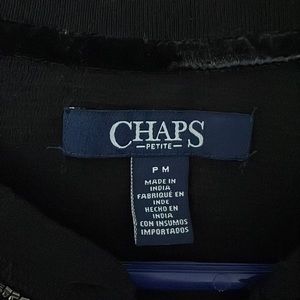 CHAPS
PETITE
P M
MADE IN
INDIA
FABRIQUÉ EN
INDE
HECHO EN
INDIA
CON INSUMOS
IMPORTADOS